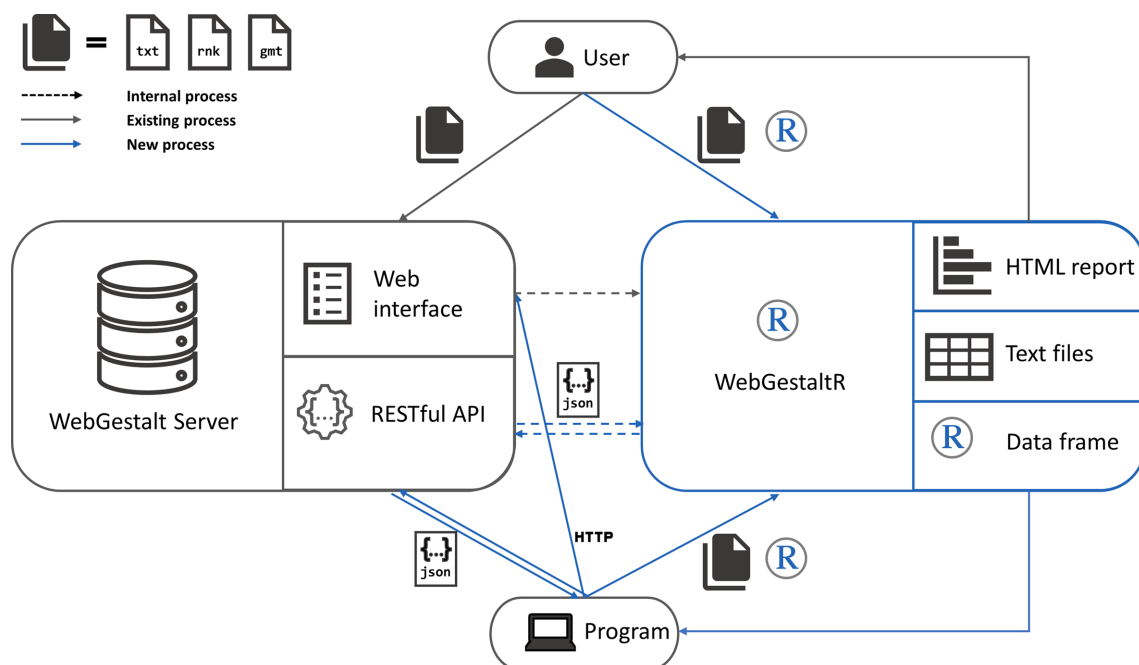 =
txt
rnk
gmt
Internal process
Existing process
New process
User
R
Web
interface
HTML report
R
WebGestaltR
Text files
{...}
json
WebGestalt Server
{...}
RESTful API
R
Data frame
{...}
json
HTTP
R
Program